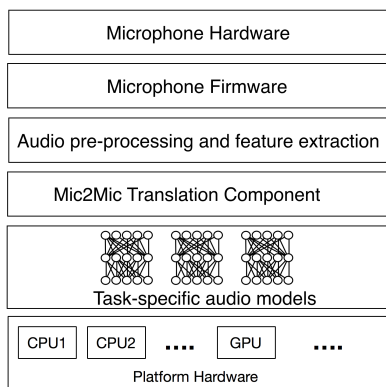 Microphone Hardware
Microphone Firmware
Audio pre-processing and feature extraction
Mic2Mic Translation Component
Task-specific audio models
CPU1 CPU2 .... GPU ....
Platform Hardware